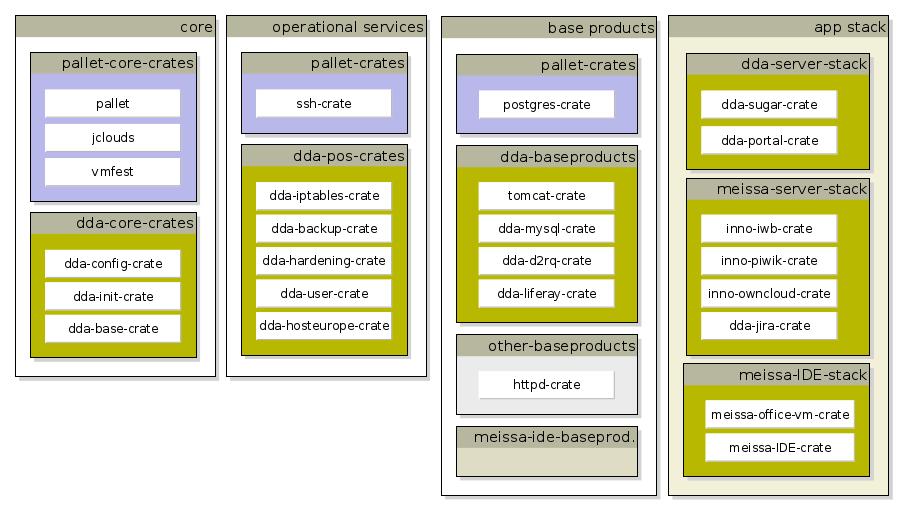 core
pallet-core-crates
pallet
jclouds
vmfest
dda-core-crates
dda-config-crate
dda-init-crate
dda-base-crate
operational services
pallet-crates
ssh-crate
dda-pos-crates
dda-iptables-crate
dda-backup-crate
dda-hardening-crate
dda-user-crate
dda-hosteurope-crate
base products
pallet-crates
postgres-crate
dda-baseproducts
tomcat-crate
dda-mysql-crate
dda-d2rq-crate
dda-liferay-crate
other-baseproducts
httpd-crate
meissa-ide-baseprod.
app stack
dda-server-stack
dda-sugar-crate
dda-portal-crate
meissa-server-stack
inno-iwb-crate
inno-piwik-crate
inno-owncloud-crate
dda-jira-crate
meissa-IDE-stack
meissa-office-vm-crate
meissa-IDE-crate